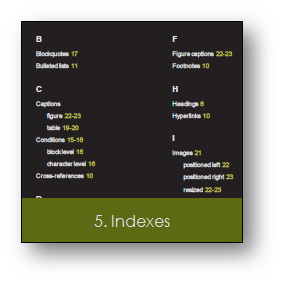 B
Blockquotes 17
Bulleted lists 11
C
Captions
figure 22-23
table 19-20
Conditions 15-16
block level 16
character level 16
Cross-references 10
F
Figure captions 22-23
Footnotes 10
H
Headings 6
Hyperlinks 10
I
Images 21
positioned left 22
positioned right 23
resized 22-23
5. Indexes